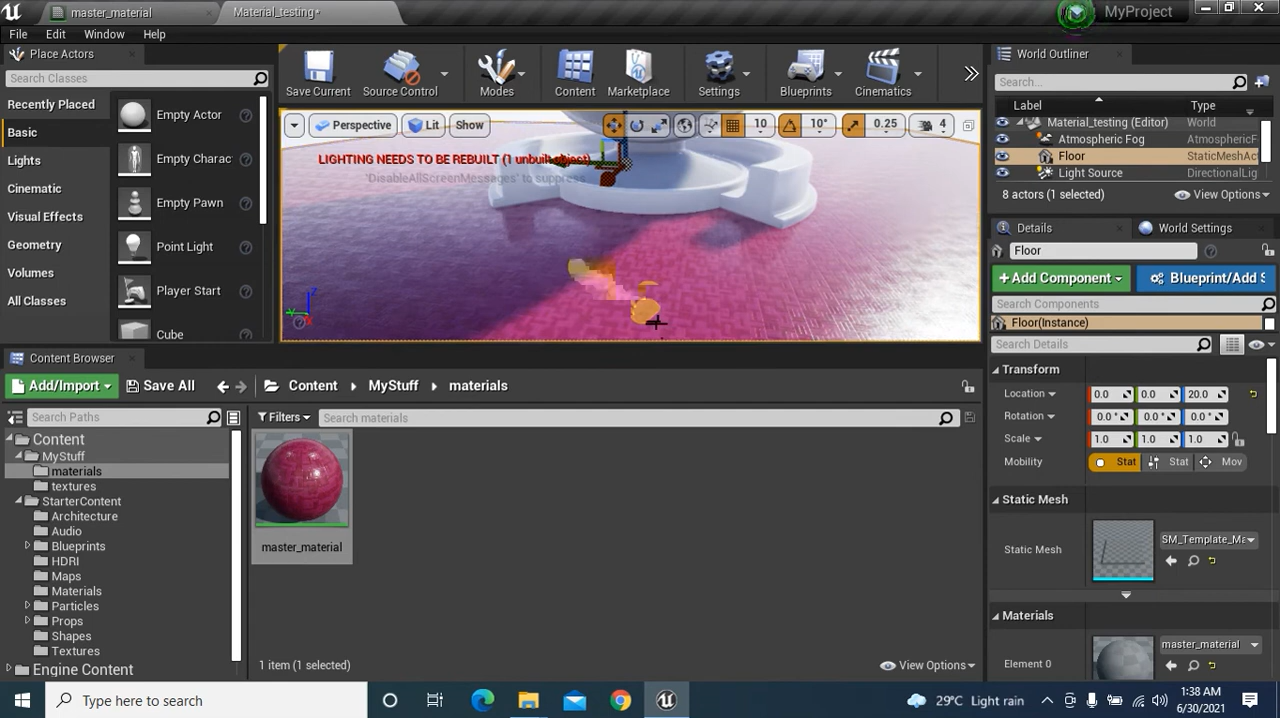 master_material
Material_testing*
MyProject
File
Edit
Window
Help
Place Actors
Search Classes
Recently Placed
Basic
Lights
Cinematic
Visual Effects
Geometry
Volumes
All Classes
Empty Actor
Empty Charac
Empty Pawn
Point Light
Player Start
Cube
Save Current
Source Control
Modes
Content
Marketplace
Settings
Blueprints
Cinematics
Perspective
Lit
Show
10
10°
0.25
4
LIGHTING NEEDS TO BE REBUILT (1 unbuilt object)
'DisableAllScreenMessages' to suppress
World Outliner
Search...
Label
Type
Material_testing (Editor)
World
Atmospheric Fog
AtmosphericF
Floor
StaticMeshAct
Light Source
DirectionalLig
8 actors (1 selected)
View Options
Details
World Settings
Floor
+Add Component
Blueprint/Add S
Search Components
Floor(Instance)
Search Details
Transform
Location
0.0
0.0
20.0
Rotation
0.0 °
0.0 °
0.0 °
Scale
1.0
1.0
1.0
Mobility
Stat
Stat
Mov
Static Mesh
Static Mesh
SM_Template_Ma
Materials
Element 0
master_material
Content Browser
Add/Import
Save All
Content
MyStuff
materials
Search Paths
Filters
Search materials
Content
MyStuff
materials
textures
StarterContent
Architecture
Audio
Blueprints
HDRI
Maps
Materials
Particles
Props
Shapes
Textures
Engine Content
master_material
1 item (1 selected)
View Options
Type here to search
29°C Light rain
1:38 AM
6/30/2021